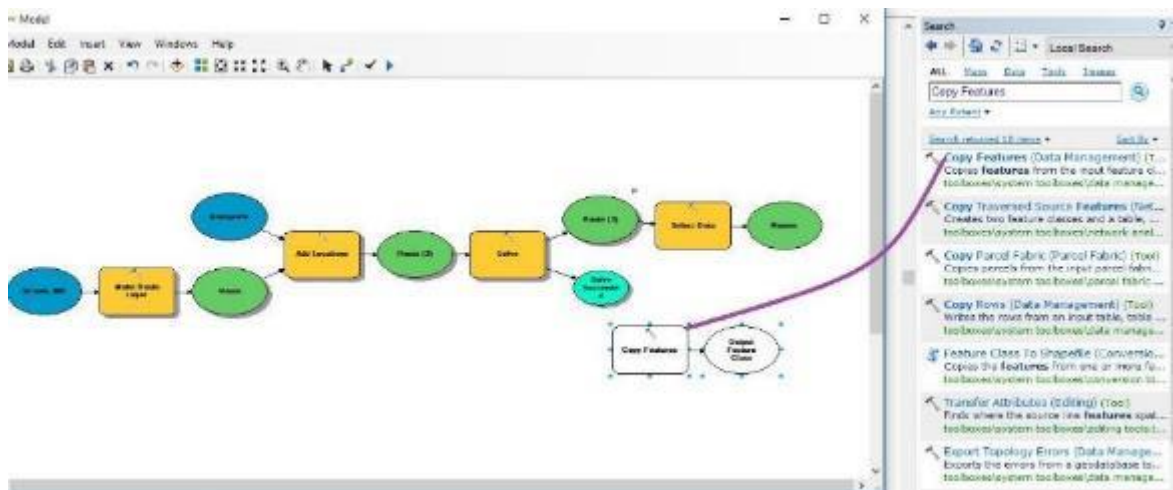 Model
Model Edit Insert View Windows Help
Add Locations
Route (2)
Solve
Route (3)
Select Data
Routes
Make Route
Layer
Route
Solve
Succeeded
Copy Features
Output
Feature
Class
Search
Local Search
ALL Maps Data Tools Images
Copy Features
Any Extent
Search returned items Sort By
Copy Features (Data Management) (T...
Copies features from the input feature cl...
toolboxes\system toolboxes\data manage...
Copy Traversed Source Features (Net...
Creates two feature classes and a table, ...
toolboxes\system toolboxes\network anal...
Copy Parcel Fabric (Parcel Fabric) (Tool)
Copies parcels from the input parcel fabri...
toolboxes\system toolboxes\parcel fabric ...
Copy Rows (Data Management) (Tool)
Writes the rows from an input table, table ...
toolboxes\system toolboxes\data manage...
Feature Class To Shapefile (Conversio...
Copies the features from one or more fe...
toolboxes\system toolboxes\conversion to...
Transfer Attributes (Editing) (Tool)
Finds where the source line features spat...
toolboxes\system toolboxes\editing tools.t...
Export Topology Errors (Data Manage...
Exports the errors from a geodatabase to...
toolboxes\system toolboxes\data manage...